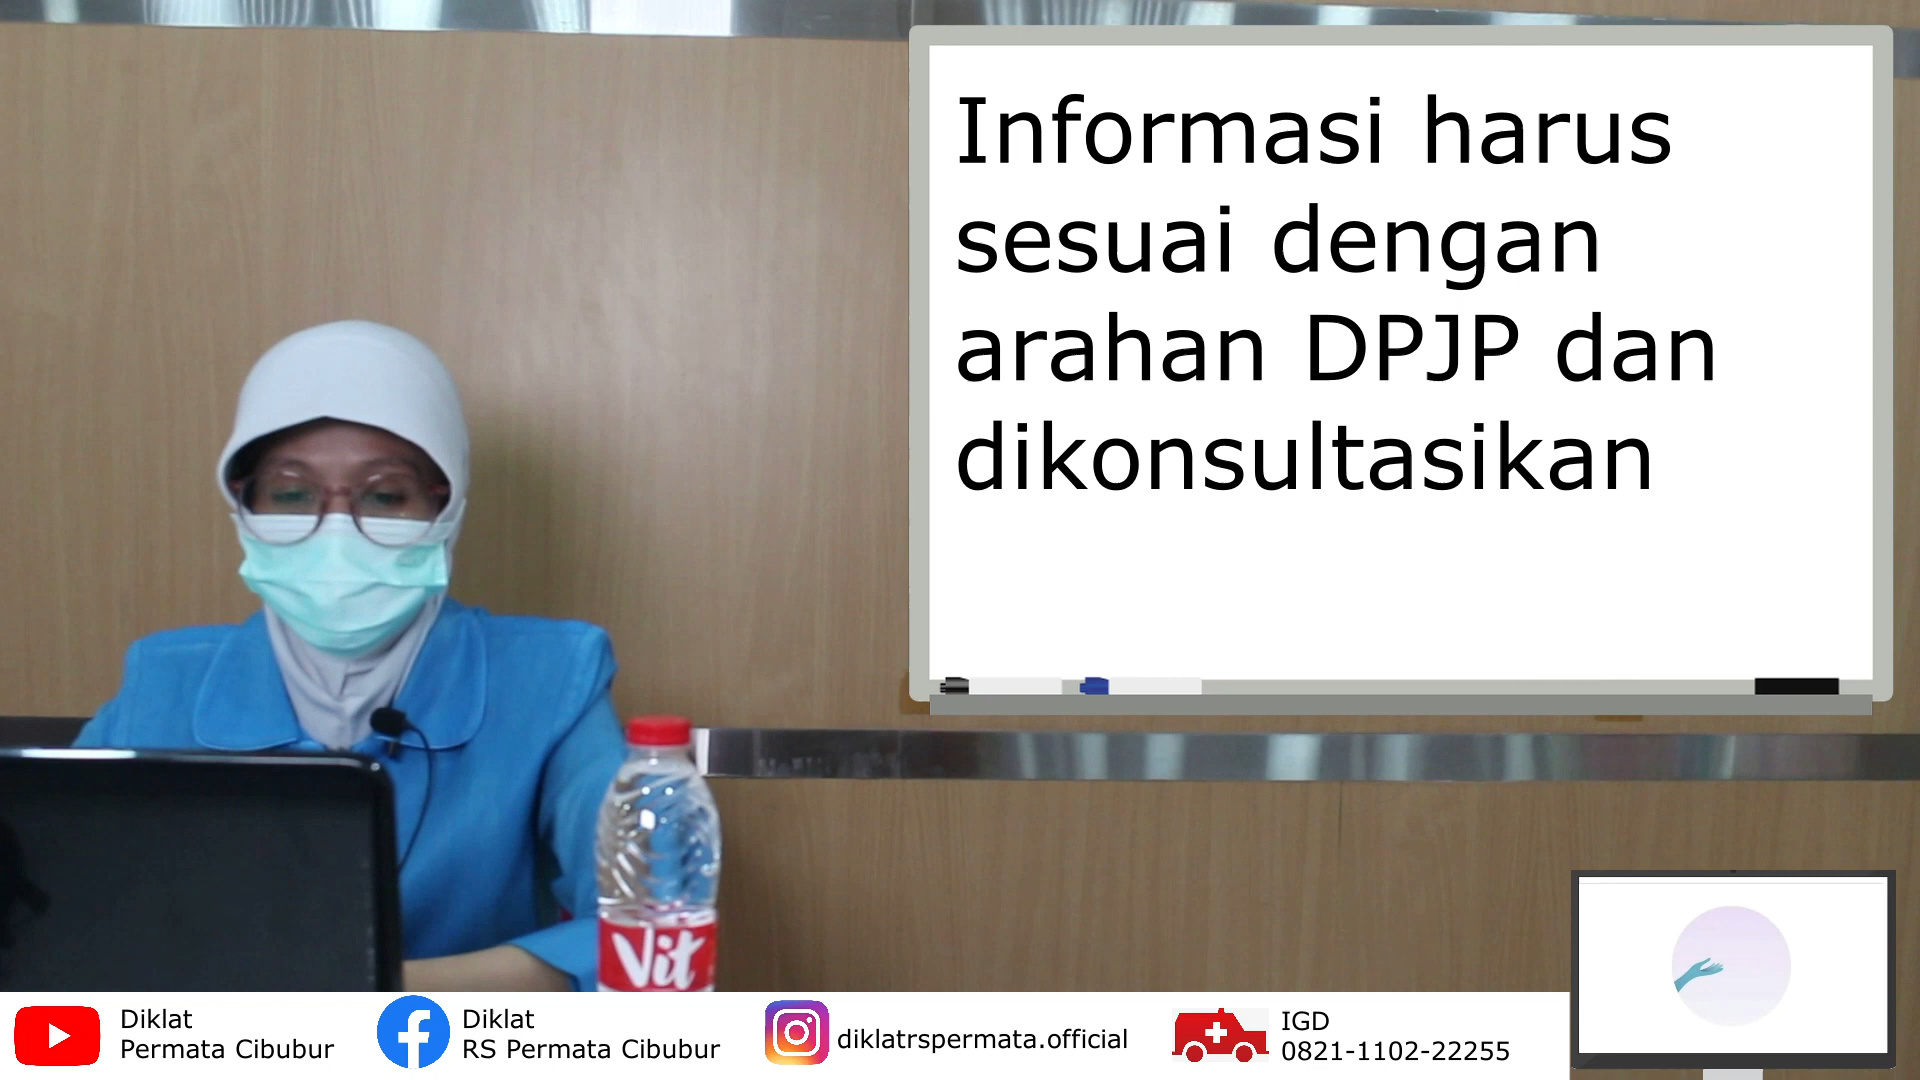 Informasi harus
sesuai dengan
arahan DPJP dan
dikonsultasikan
Vit
Diklat
Permata Cibubur
Diklat
RS Permata Cibubur
diklatrspermata.official
IGD
0821-1102-22255